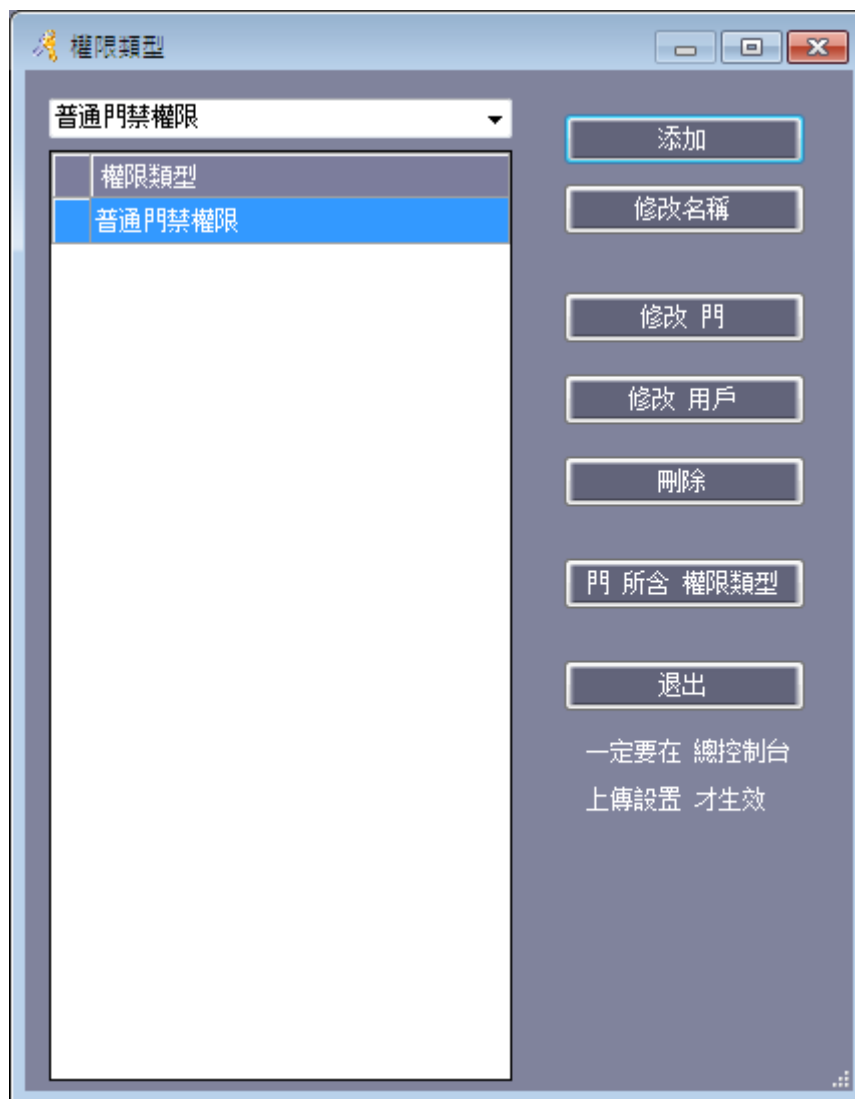 權限類型
普通門禁權限
權限類型
普通門禁權限
添加
修改名稱
修改 門
修改 用戶
刪除
門 所含 權限類型
退出
一定要在 總控制台
上傳設置 才生效